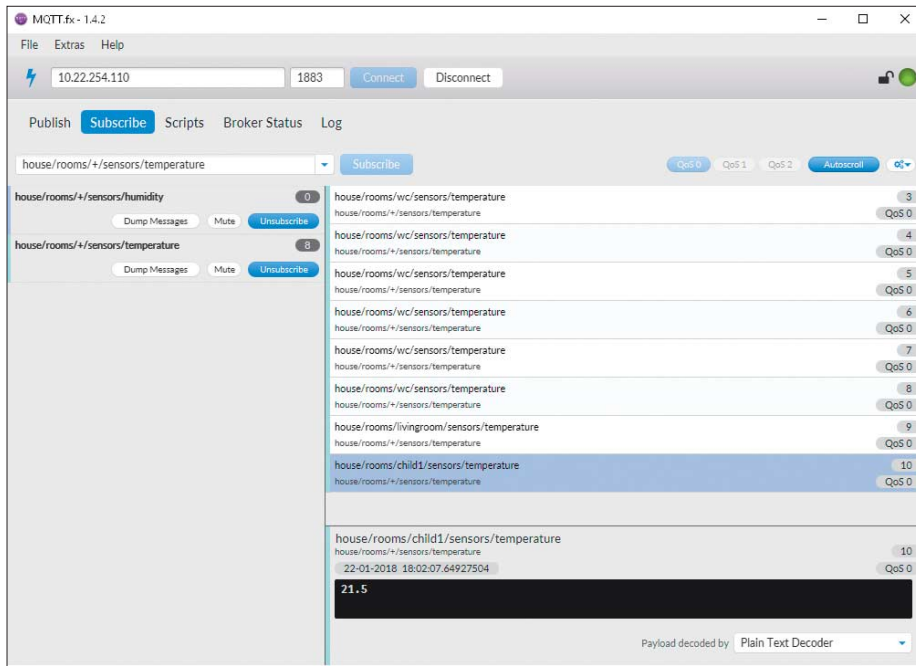 MQTT.fx - 1.4.2
File Extras Help
10.22.254.110 1883 Connect Disconnect
Publish Subscribe Scripts Broker Status Log
house/rooms/+/sensors/temperature Subscribe QoS 0 QoS 1 QoS 2 Autoscroll
house/rooms/+/sensors/humidity 0
Dump Messages Mute Unsubscribe
house/rooms/+/sensors/temperature 8
Dump Messages Mute Unsubscribe
house/rooms/wc/sensors/temperature 3
house/rooms/+/sensors/temperature QoS 0
house/rooms/wc/sensors/temperature 4
house/rooms/+/sensors/temperature QoS 0
house/rooms/wc/sensors/temperature 5
house/rooms/+/sensors/temperature QoS 0
house/rooms/wc/sensors/temperature 6
house/rooms/+/sensors/temperature QoS 0
house/rooms/wc/sensors/temperature 7
house/rooms/+/sensors/temperature QoS 0
house/rooms/wc/sensors/temperature 8
house/rooms/+/sensors/temperature QoS 0
house/rooms/livingroom/sensors/temperature 9
house/rooms/+/sensors/temperature QoS 0
house/rooms/child1/sensors/temperature 10
house/rooms/+/sensors/temperature QoS 0
house/rooms/child1/sensors/temperature
house/rooms/+/sensors/temperature 10
22-01-2018 18:02:07.64927504 QoS 0
21.5
Payload decoded by Plain Text Decoder